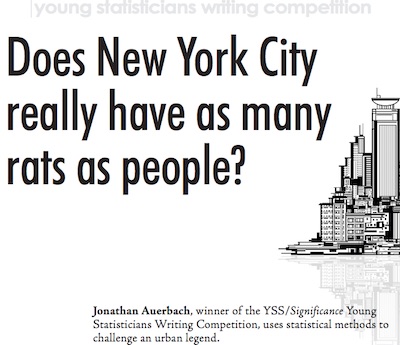 young statisticians writing competition
Does New York City
really have as many
rats as people?
Jonathan Auerbach, winner of the YSS/Significance Young
Statisticians Writing Competition, uses statistical methods to
challenge an urban legend.